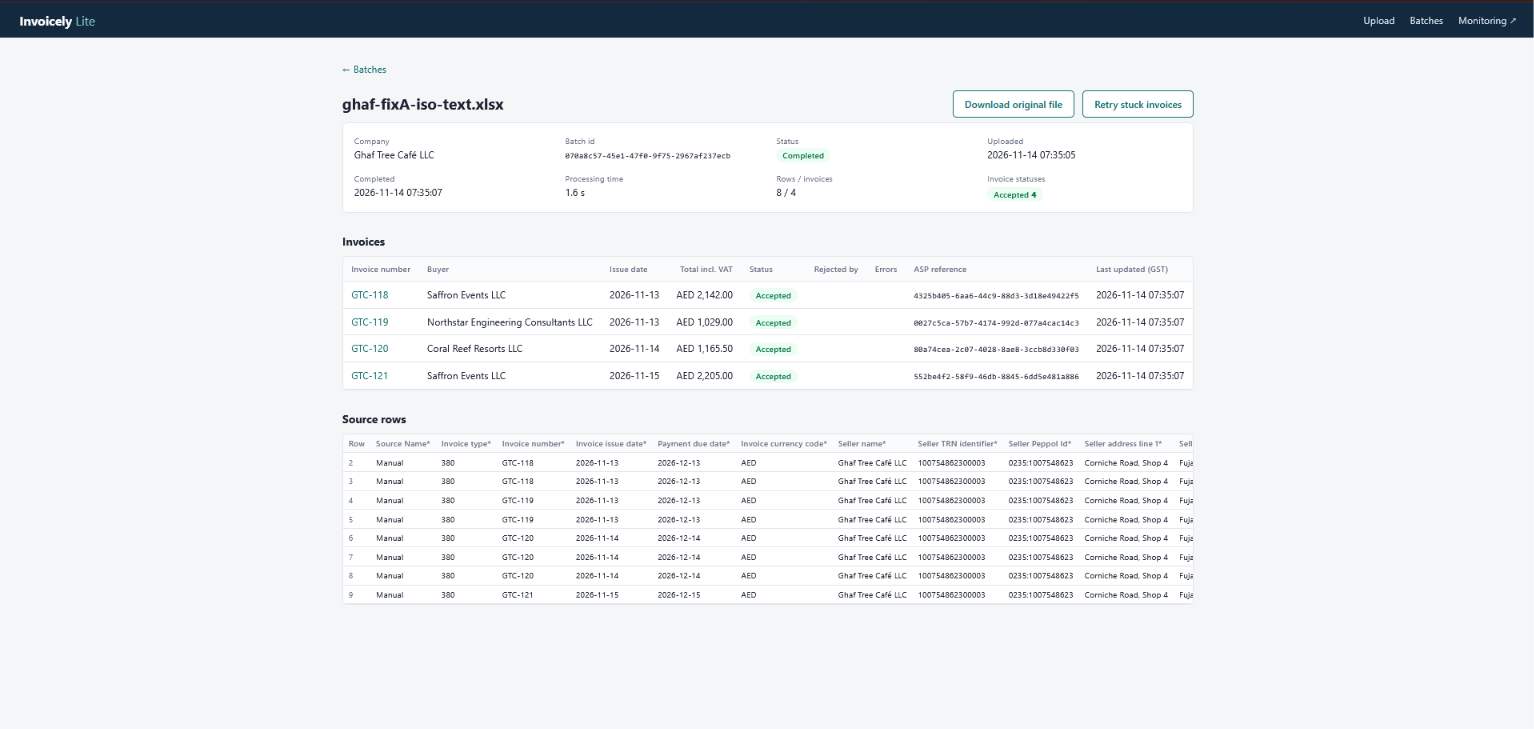 Invoicely Lite Upload Batches Monitoring ↗
← Batches
ghaf-fixA-iso-text.xlsx Download original file Retry stuck invoices
Company Batch id Status Uploaded
Ghaf Tree Café LLC 070a8c57-45e1-47f0-9f75-2967af237ecb Completed 2026-11-14 07:35:05
Completed Processing time Rows / invoices Invoice statuses
2026-11-14 07:35:07 1.6 s 8 / 4 Accepted 4
Invoices
Invoice number Buyer Issue date Total incl. VAT Status Rejected by Errors ASP reference Last updated (GST)
GTC-118 Saffron Events LLC 2026-11-13 AED 2,142.00 Accepted 4325b405-6aa6-44c9-88d3-3d18e49422f5 2026-11-14 07:35:07
GTC-119 Northstar Engineering Consultants LLC 2026-11-13 AED 1,029.00 Accepted 0027c5ca-57b7-4174-992d-077a4cac14c3 2026-11-14 07:35:07
GTC-120 Coral Reef Resorts LLC 2026-11-14 AED 1,165.50 Accepted 80a74cea-2c07-4028-8ae8-3ccb8d330f03 2026-11-14 07:35:07
GTC-121 Saffron Events LLC 2026-11-15 AED 2,205.00 Accepted 552be4f2-58f9-46db-8845-6dd5e481a886 2026-11-14 07:35:07
Source rows
Row Source Name* Invoice type* Invoice number* Invoice issue date* Payment due date* Invoice currency code* Seller name* Seller TRN identifier* Seller Peppol Id* Seller address line 1* Sell
2 Manual 380 GTC-118 2026-11-13 2026-12-13 AED Ghaf Tree Café LLC 100754862300003 0235:1007548623 Corniche Road, Shop 4 Fuja
3 Manual 380 GTC-118 2026-11-13 2026-12-13 AED Ghaf Tree Café LLC 100754862300003 0235:1007548623 Corniche Road, Shop 4 Fuja
4 Manual 380 GTC-119 2026-11-13 2026-12-13 AED Ghaf Tree Café LLC 100754862300003 0235:1007548623 Corniche Road, Shop 4 Fuja
5 Manual 380 GTC-119 2026-11-13 2026-12-13 AED Ghaf Tree Café LLC 100754862300003 0235:1007548623 Corniche Road, Shop 4 Fuja
6 Manual 380 GTC-120 2026-11-14 2026-12-14 AED Ghaf Tree Café LLC 100754862300003 0235:1007548623 Corniche Road, Shop 4 Fuja
7 Manual 380 GTC-120 2026-11-14 2026-12-14 AED Ghaf Tree Café LLC 100754862300003 0235:1007548623 Corniche Road, Shop 4 Fuja
8 Manual 380 GTC-120 2026-11-14 2026-12-14 AED Ghaf Tree Café LLC 100754862300003 0235:1007548623 Corniche Road, Shop 4 Fuja
9 Manual 380 GTC-121 2026-11-15 2026-12-15 AED Ghaf Tree Café LLC 100754862300003 0235:1007548623 Corniche Road, Shop 4 Fuja